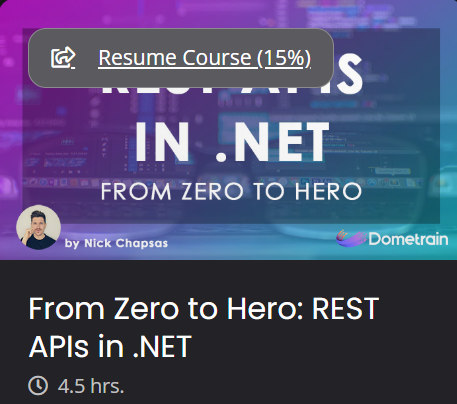 Resume Course (15%)
REST APIS
IN .NET
FROM ZERO TO HERO
by Nick Chapsas
Dometrain
From Zero to Hero: REST
APIs in .NET
4.5 hrs.